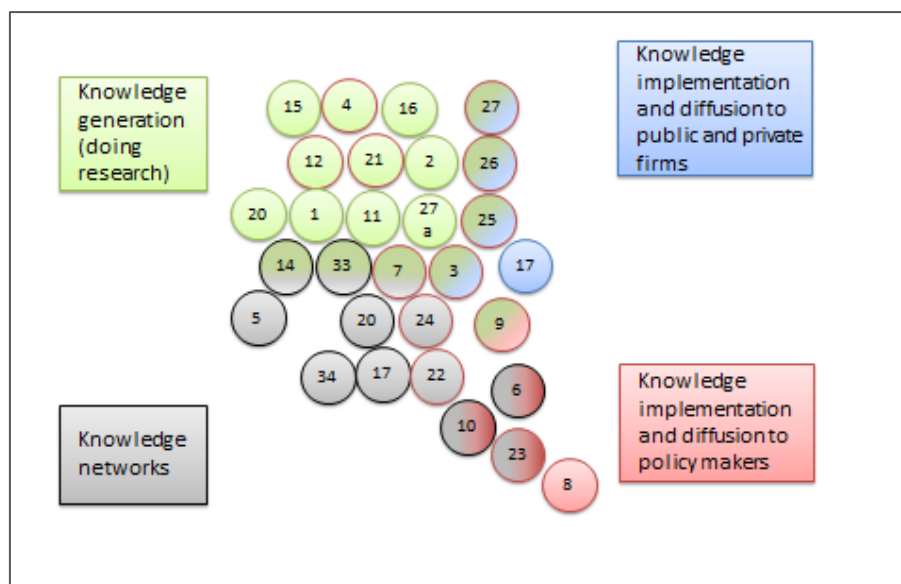 Knowledge
generation
(doing
research)
Knowledge
implementation
and diffusion to
public and private
firms
15
4
16
27
12
21
2
26
20
1
11
27
a
25
14
33
7
3
17
5
20
24
9
34
17
22
6
10
23
8
Knowledge
networks
Knowledge
implementation
and diffusion to
policy makers